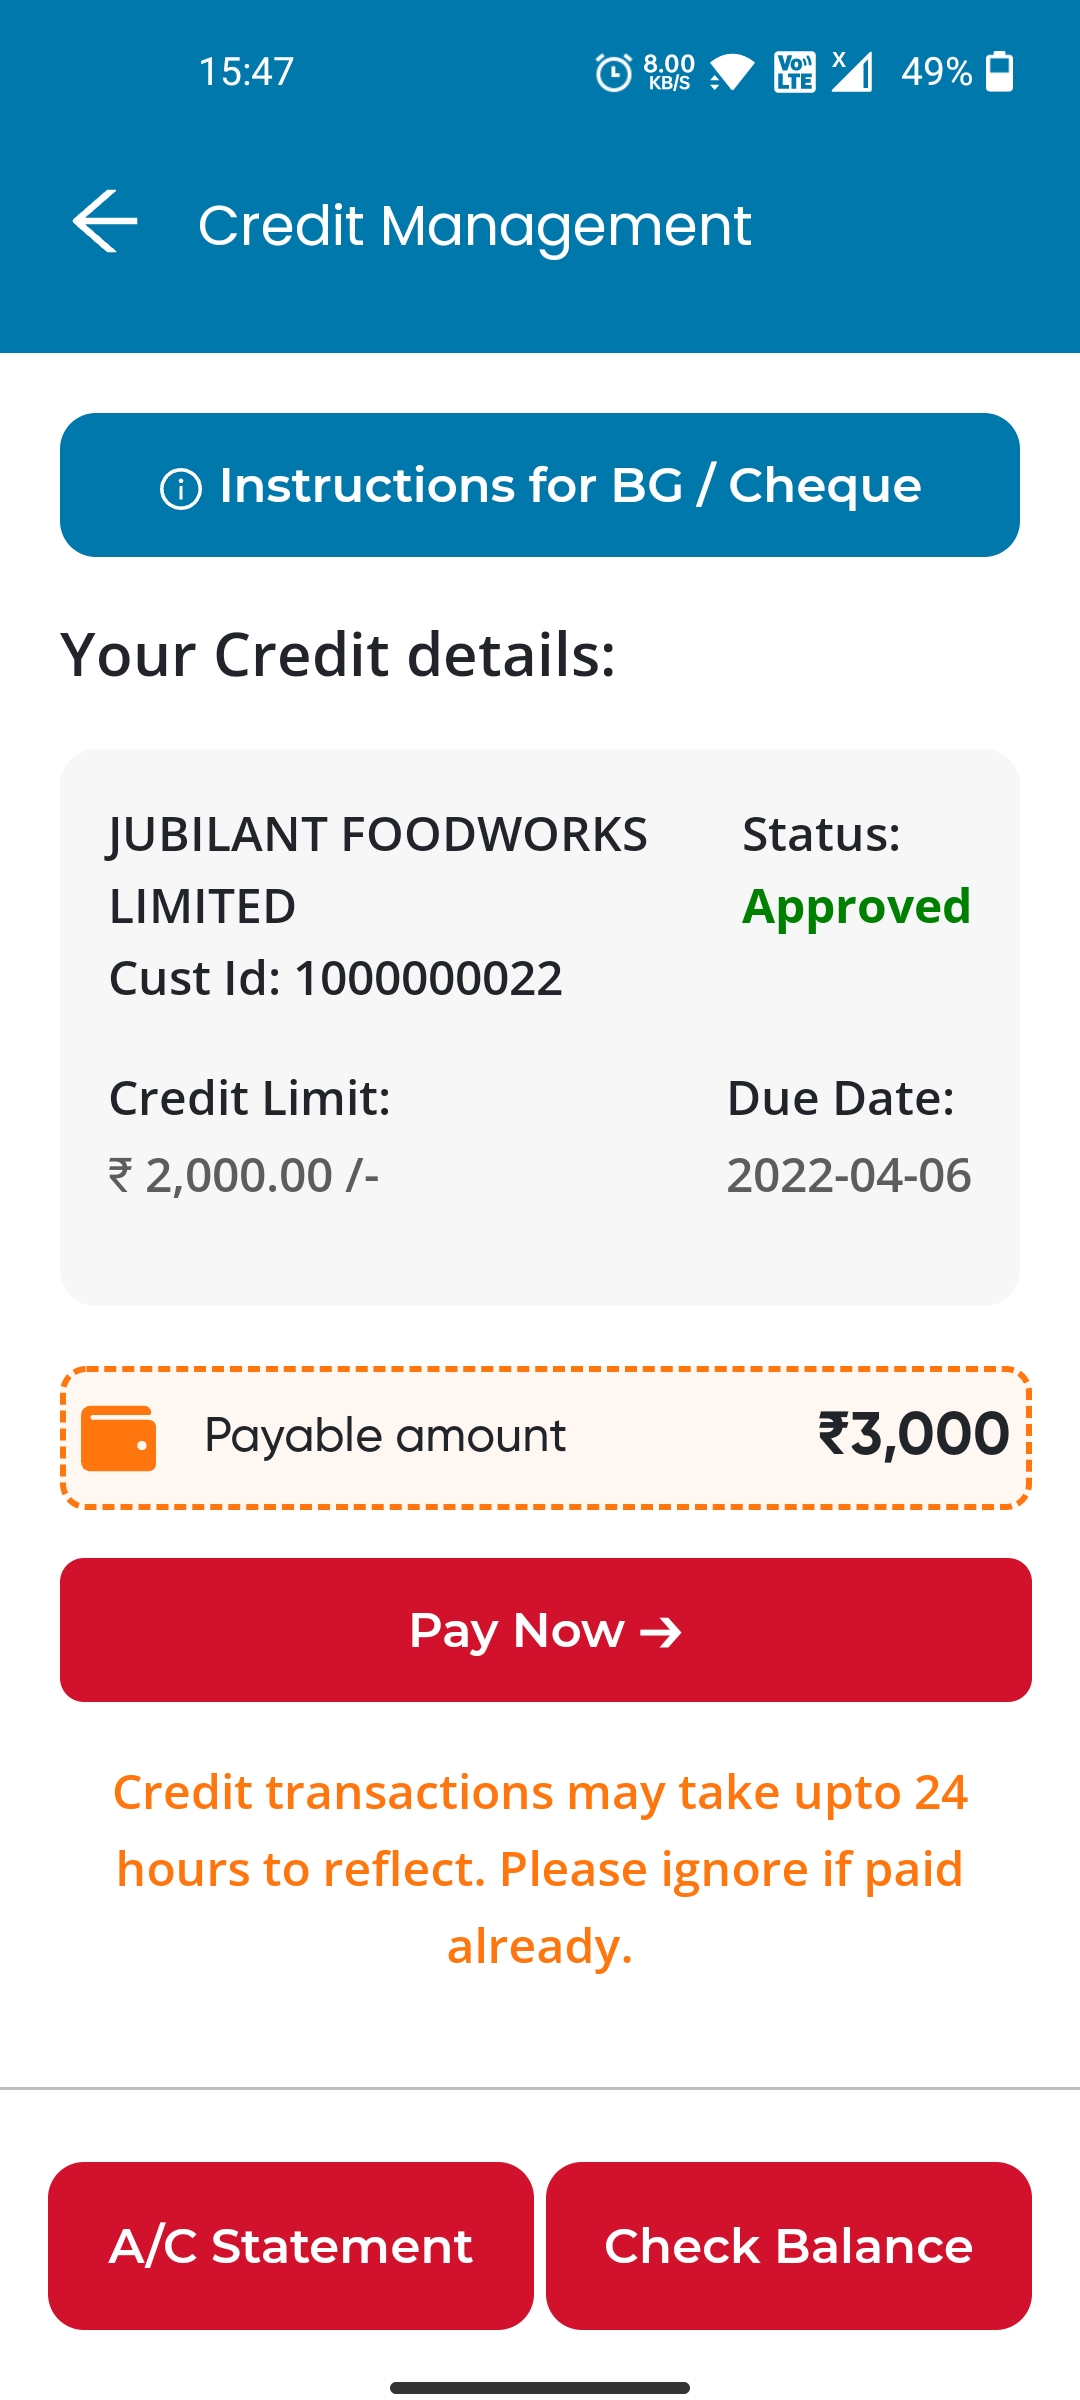 15:47
8.00
KB/S
Vo
LTE
X
49%
Credit Management
Instructions for BG / Cheque
Your Credit details:
JUBILANT FOODWORKS
LIMITED
Cust Id: 1000000022
Status:
Approved
Credit Limit:
₹ 2,000.00 /-
Due Date:
2022-04-06
Payable amount
₹3,000
Pay Now →
Credit transactions may take upto 24
hours to reflect. Please ignore if paid
already.
A/C Statement
Check Balance